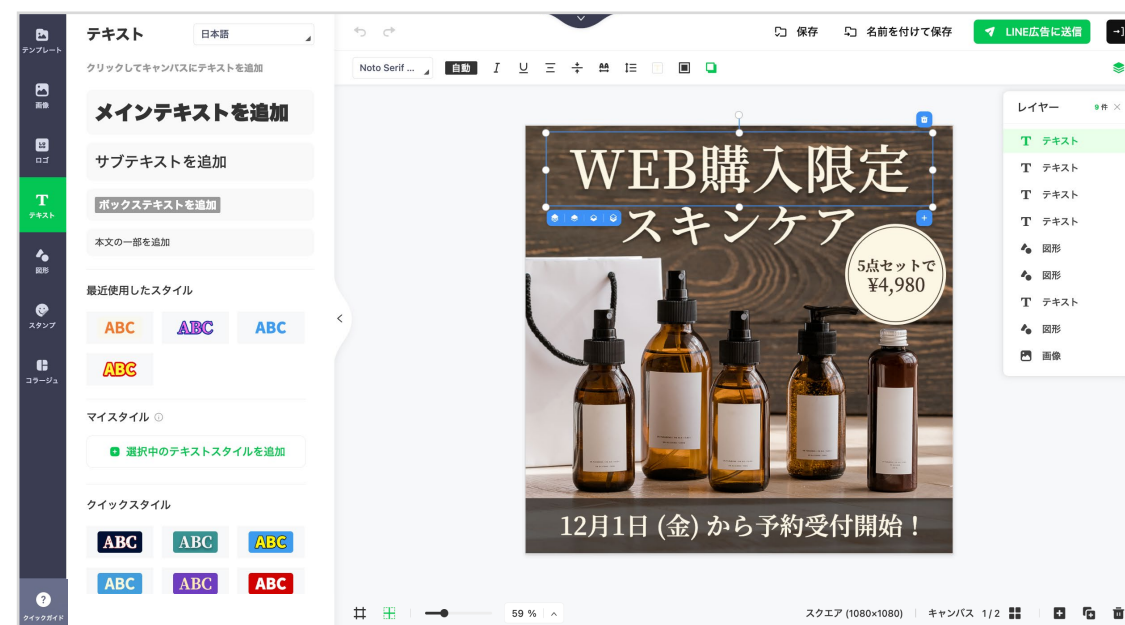 テンプレート
画像
ロゴ
T
テキスト
図形
スタンプ
コラージュ
?
クイックガイド
テキスト
日本語
クリックしてキャンバスにテキストを追加
メインテキストを追加
サブテキストを追加
ボックステキストを追加
本文の一部を追加
最近使用したスタイル
ABC ABC ABC
ABC
マイスタイル
選択中のテキストスタイルを追加
クイックスタイル
ABC ABC ABC
ABC ABC ABC
保存 名前を付けて保存 LINE広告に送信
Noto Serif ... 自動 I U
WEB購入限定
スキンケア
5点セットで
¥4,980
12月1日 (金) から予約受付開始！
レイヤー 9件
T テキスト
T テキスト
T テキスト
T テキスト
図形
図形
T テキスト
図形
画像
59 % スクエア (1080×1080) キャンバス 1/2